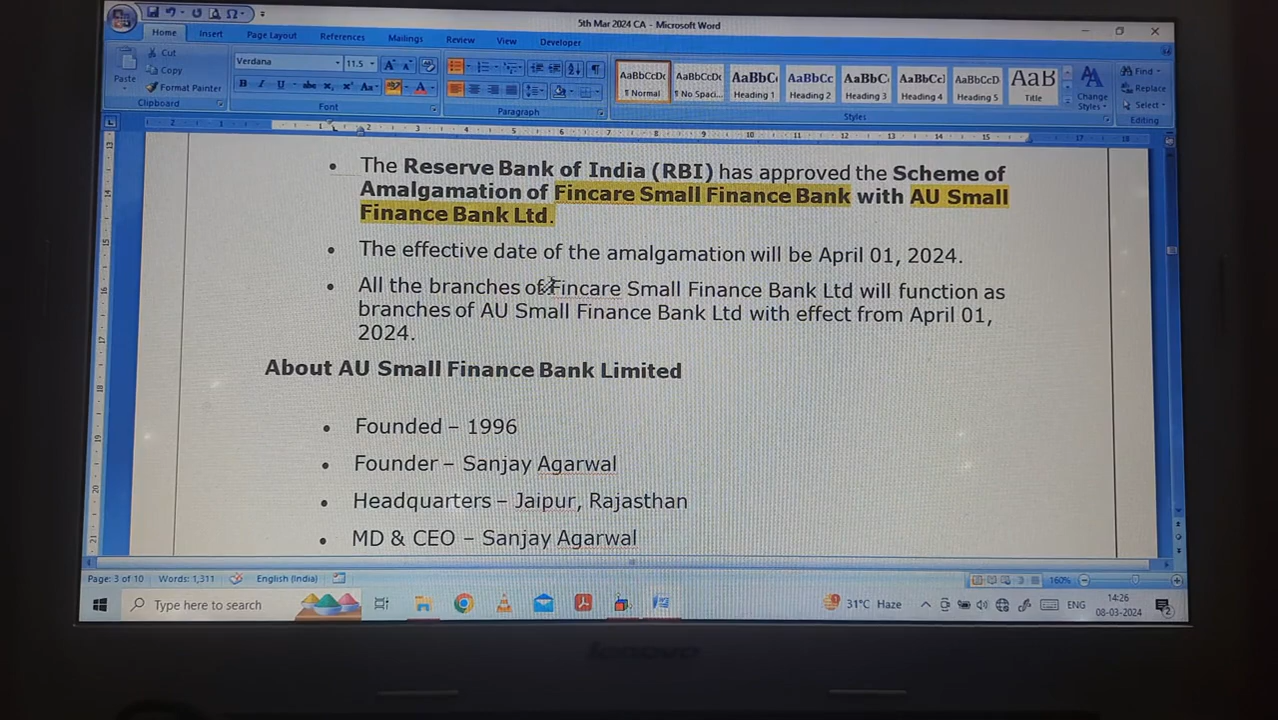 5th Mar 2024 CA - Microsoft Word
Home Insert Page Layout References Mailings Review View Developer
Cut
Copy
Format Painter
Paste
Clipboard
Verdana 11.5
Font
Paragraph
AaBbCcDc AaBbCcDc AaBbC AaBbCc AaBbC AaBbCc AaBbCcD AaB
¶ Normal ¶ No Spaci... Heading 1 Heading 2 Heading 3 Heading 4 Heading 5 Title
Change Styles
Styles
Find
Replace
Select
Editing
• The Reserve Bank of India (RBI) has approved the Scheme of
Amalgamation of Fincare Small Finance Bank with AU Small
Finance Bank Ltd.
• The effective date of the amalgamation will be April 01, 2024.
• All the branches of Fincare Small Finance Bank Ltd will function as
branches of AU Small Finance Bank Ltd with effect from April 01,
2024.
About AU Small Finance Bank Limited
• Founded – 1996
• Founder – Sanjay Agarwal
• Headquarters – Jaipur, Rajasthan
• MD & CEO – Sanjay Agarwal
Page: 3 of 10 Words: 1,311 English (India) 160%
Type here to search 31°C Haze ENG 14:26
08-03-2024
lenovo